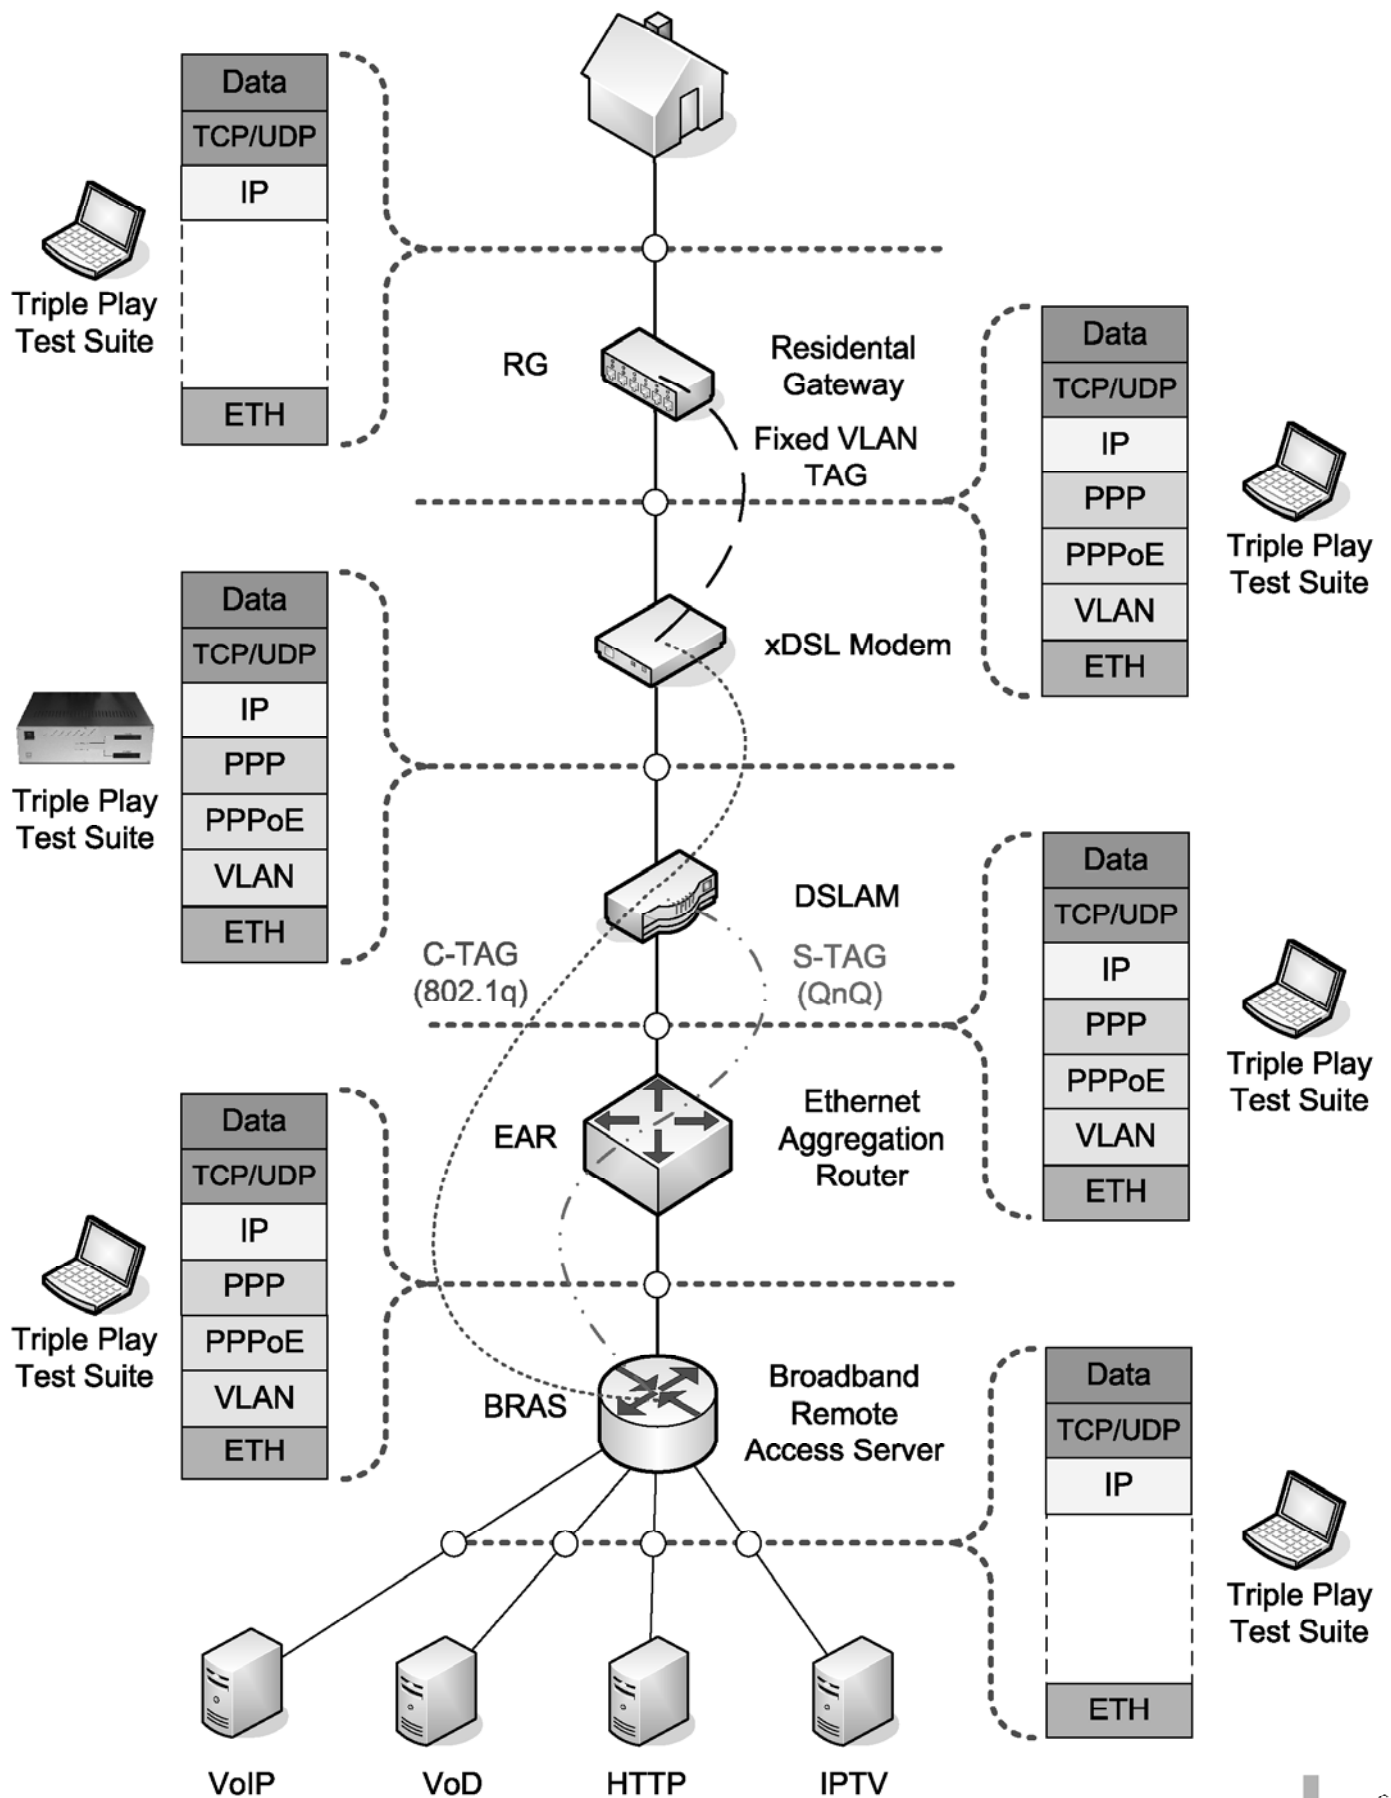 Data
TCP/UDP
IP
ETH
Triple Play
Test Suite
RG
Residental
Gateway
Fixed VLAN
TAG
Data
TCP/UDP
IP
PPP
PPPoE
VLAN
ETH
Triple Play
Test Suite
Data
TCP/UDP
IP
PPP
PPPoE
VLAN
ETH
Triple Play
Test Suite
xDSL Modem
DSLAM
C-TAG
(802.1q)
S-TAG
(QnQ)
Data
TCP/UDP
IP
PPP
PPPoE
VLAN
ETH
Triple Play
Test Suite
EAR
Ethernet
Aggregation
Router
Data
TCP/UDP
IP
PPP
PPPoE
VLAN
ETH
Triple Play
Test Suite
BRAS
Broadband
Remote
Access Server
Data
TCP/UDP
IP
ETH
Triple Play
Test Suite
VoIP
VoD
HTTP
IPTV